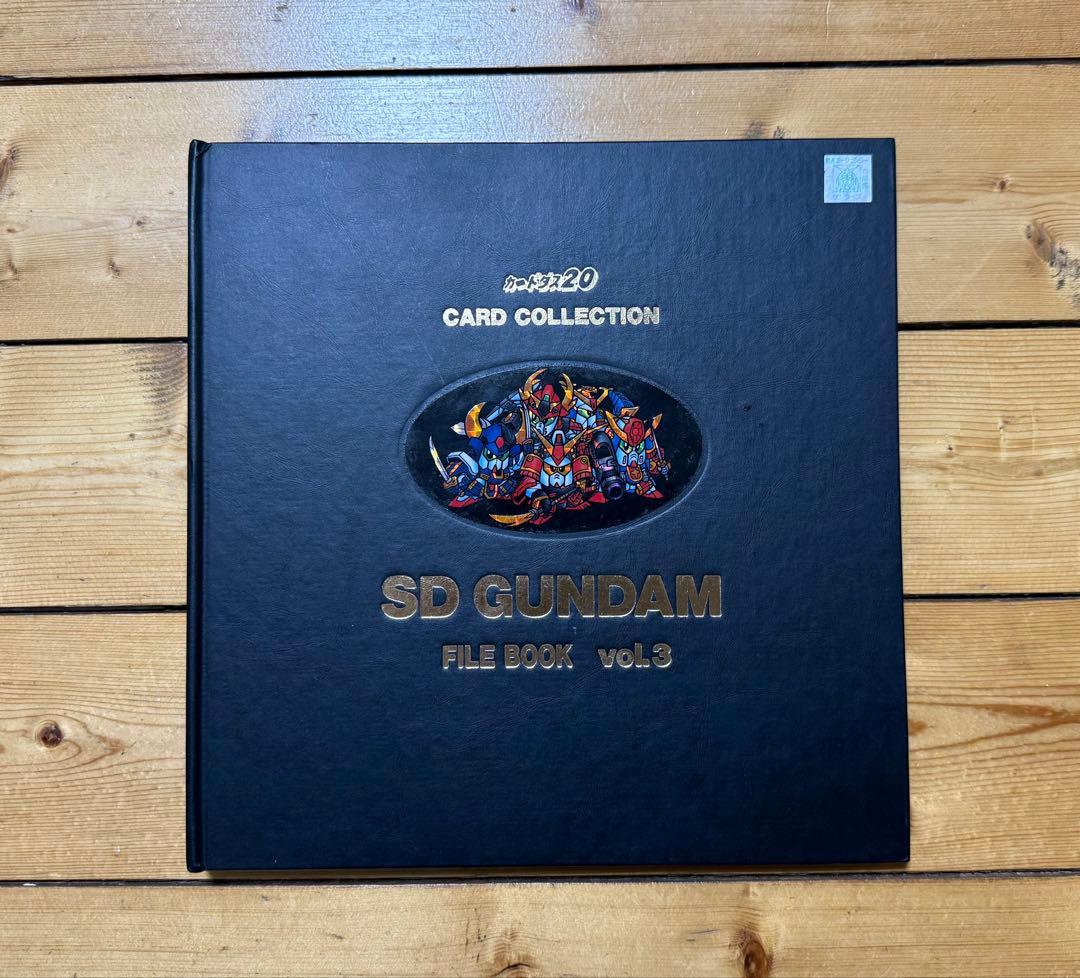 カードダス20
CARD COLLECTION
SD GUNDAM
FILE BOOK vol.3